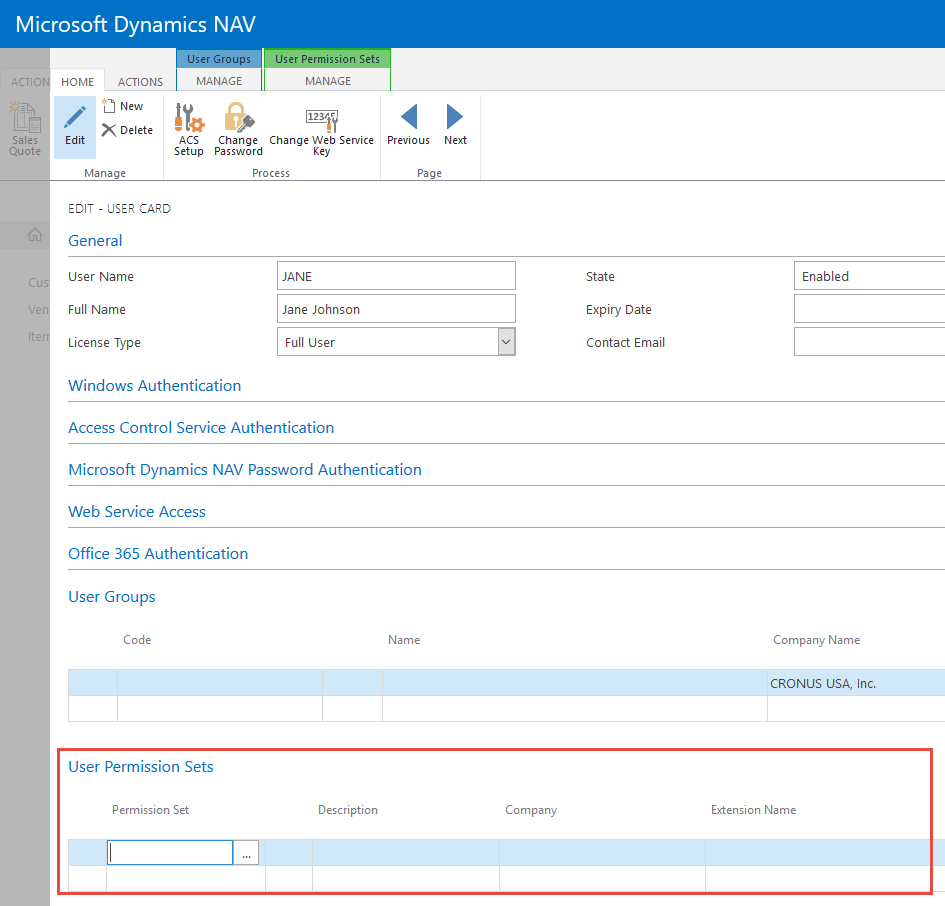 Microsoft Dynamics NAV
User Groups
User Permission Sets
ACTION
HOME
ACTIONS
MANAGE
MANAGE
Sales
Quote
Edit
New
Delete
Manage
ACS
Setup
Change
Password
12345
Change Web Service
Key
Process
Previous
Next
Page
EDIT - USER CARD
General
User Name
JANE
State
Enabled
Full Name
Jane Johnson
Expiry Date
License Type
Full User
Contact Email
Cus
Ven
Item
Windows Authentication
Access Control Service Authentication
Microsoft Dynamics NAV Password Authentication
Web Service Access
Office 365 Authentication
User Groups
Code
Name
Company Name
CRONUS USA, Inc.
User Permission Sets
Permission Set
Description
Company
Extension Name
...